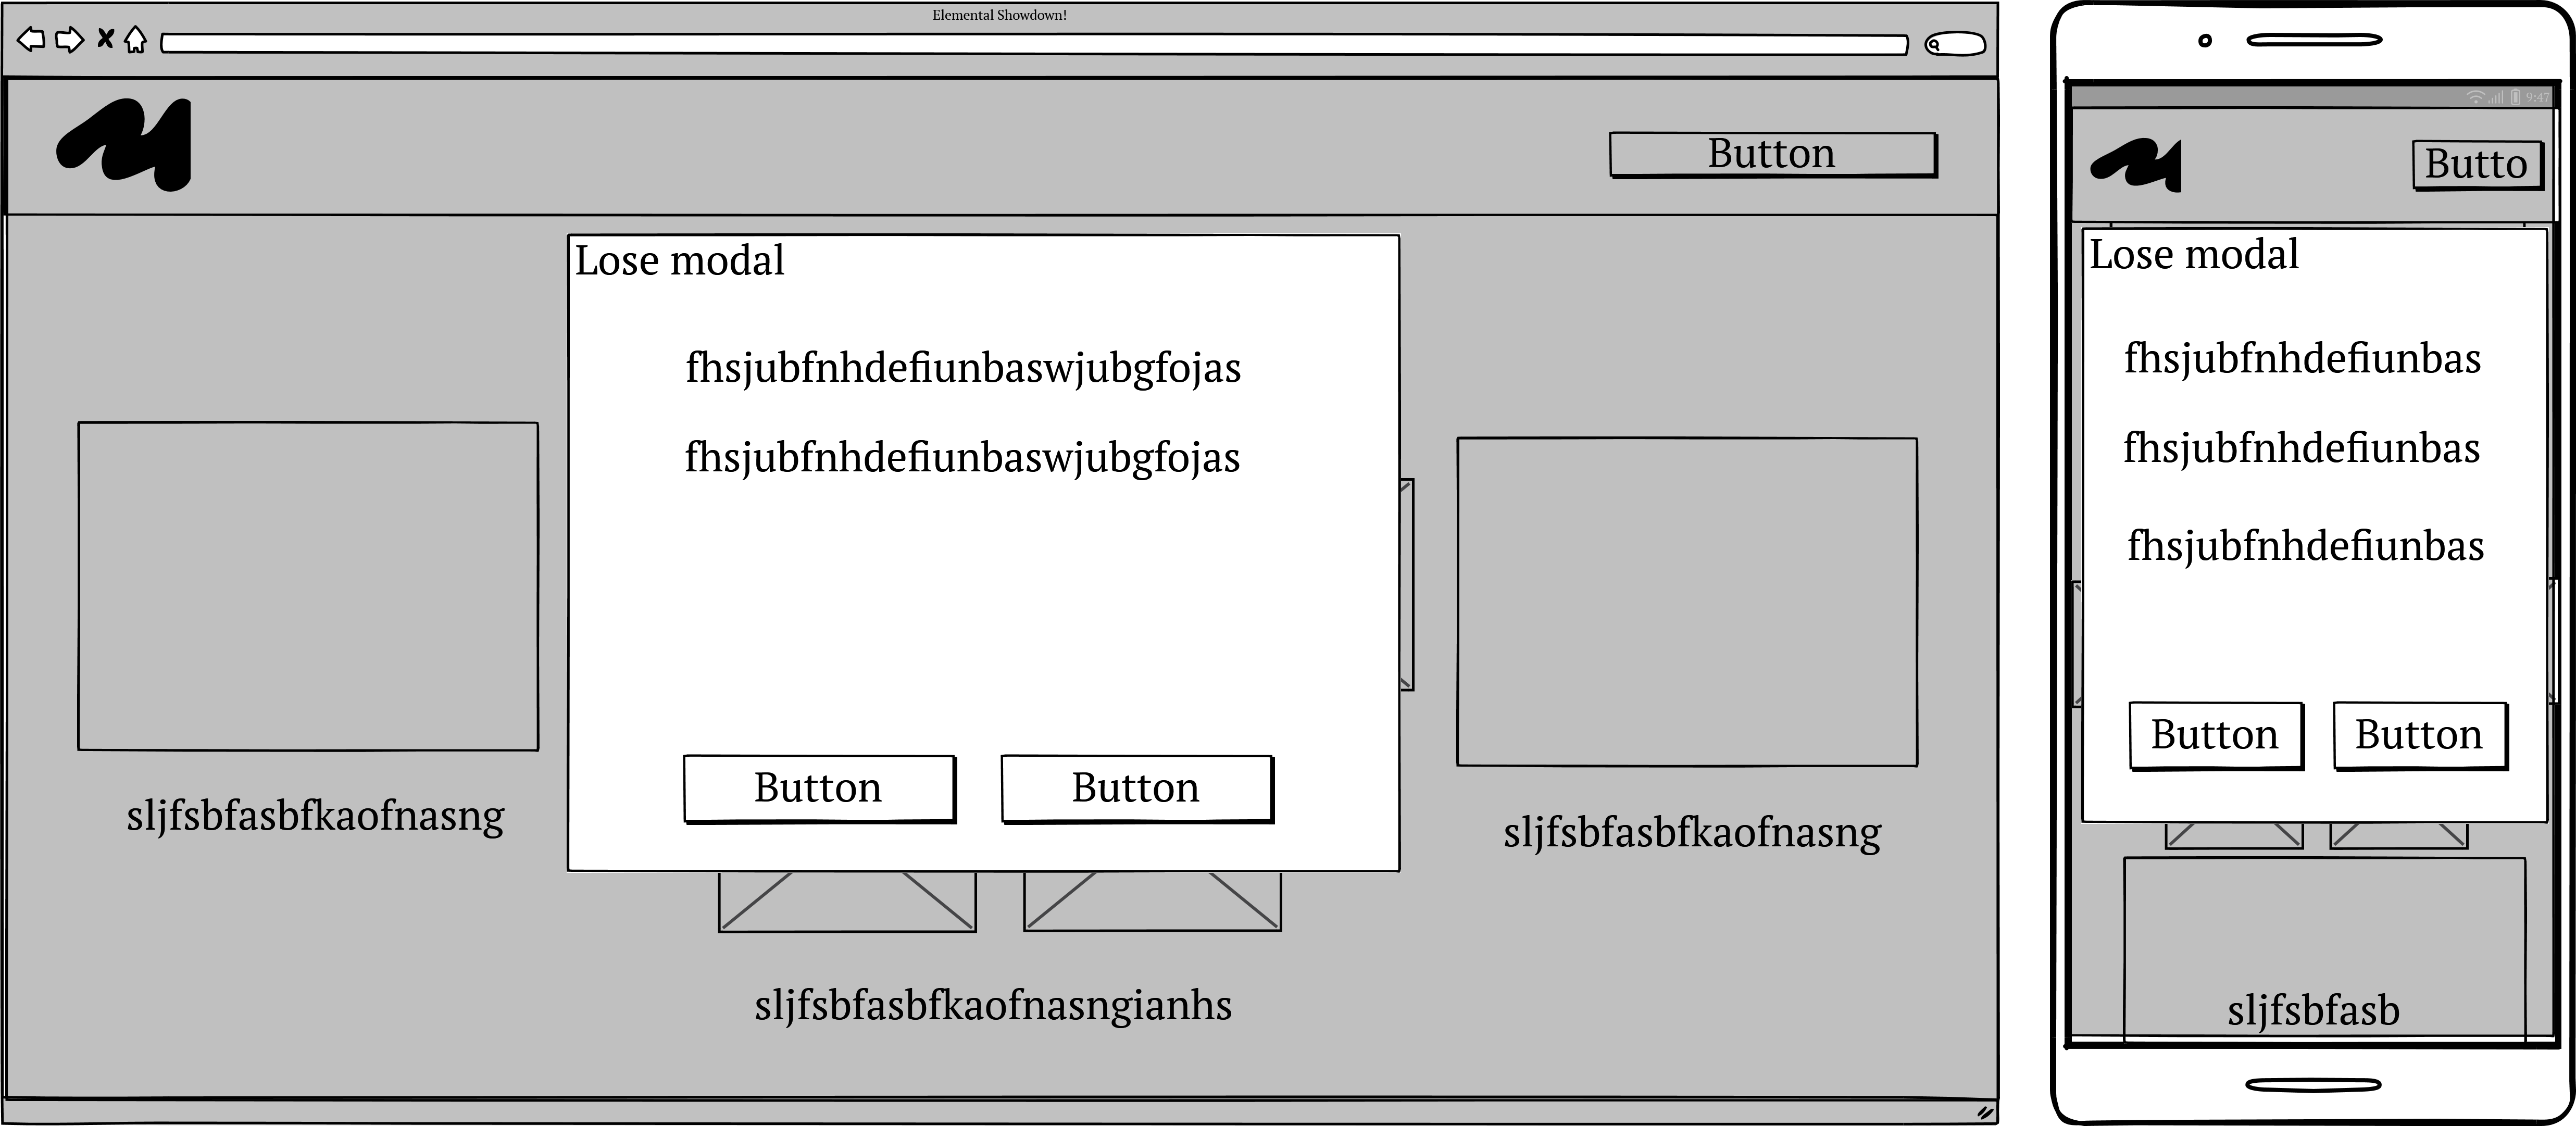 Elemental Showdown!
Button
Lose modal
fhsjubfnhdefiunbaswjubgfojas
fhsjubfnhdefiunbaswjubgfojas
Button
Button
sljfsbfasbfkaofnasng
sljfsbfasbfkaofnasng
sljfsbfasbfkaofnasngianhs
9:47
Butto
Lose modal
fhsjubfnhdefiunbas
fhsjubfnhdefiunbas
fhsjubfnhdefiunbas
Button
Button
sljfsbfasb